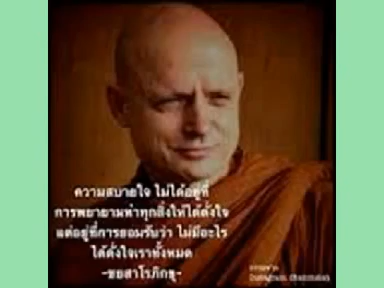 ความสบายใจ ไม่ได้อยู่ที่
การพยายามทำทุกสิ่งให้ได้ดั่งใจ
แต่อยู่ที่การยอมรับว่า ไม่มีอะไร
ได้ดั่งใจเราทั้งหมด
-ชยสาโรภิกขุ-